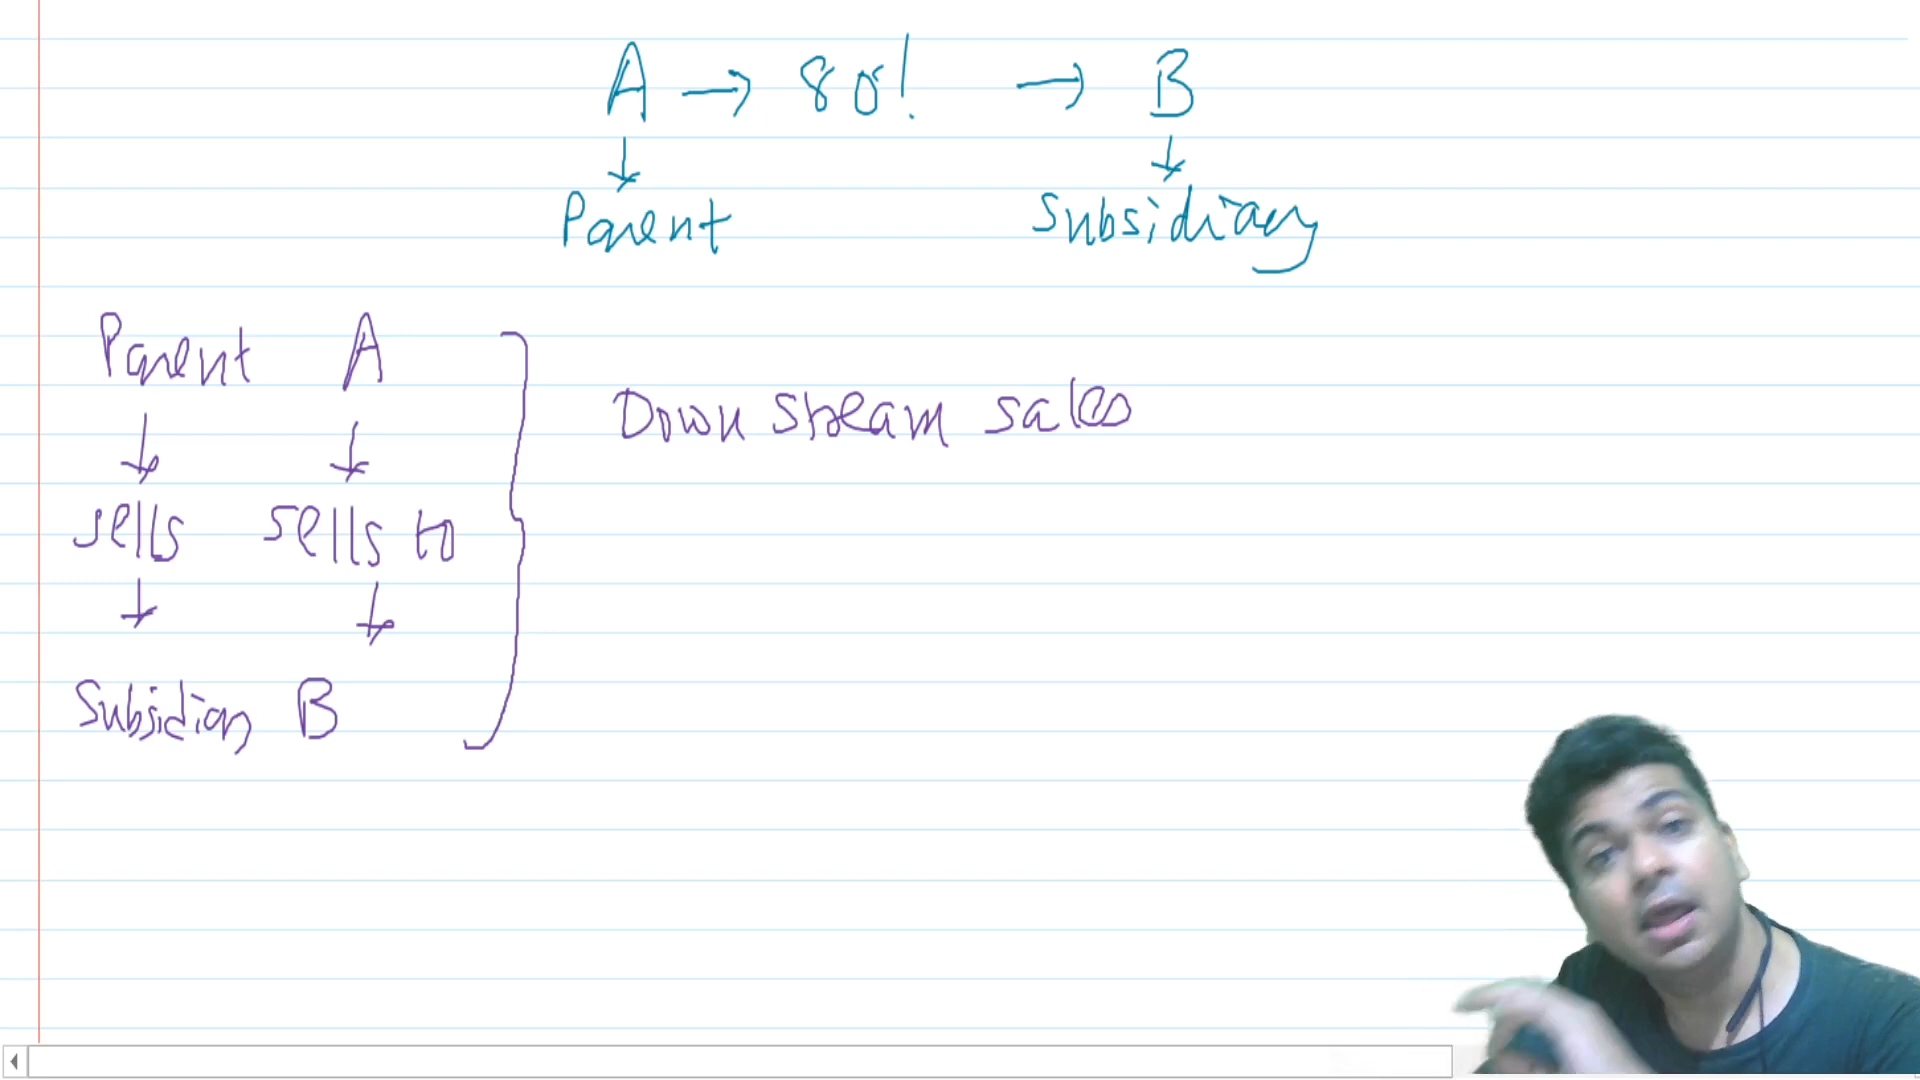 A → 80% → B
↓ ↓
Parent Subsidiary
Parent A
↓ ↓
sells sells to
↓ ↓
Subsidiary B
Down stream sales